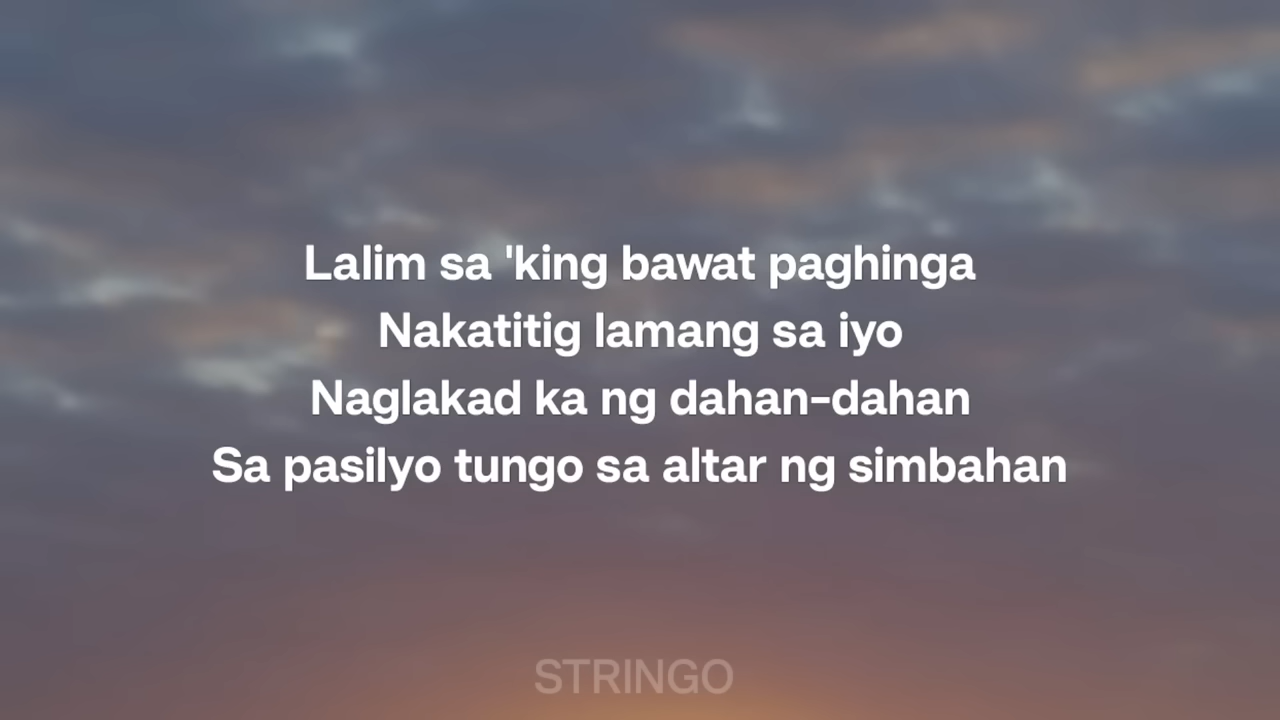 Lalim sa 'king bawat paghinga
Nakatitig lamang sa iyo
Naglakad ka ng dahan-dahan
Sa pasilyo tungo sa altar ng simbahan
STRINGO